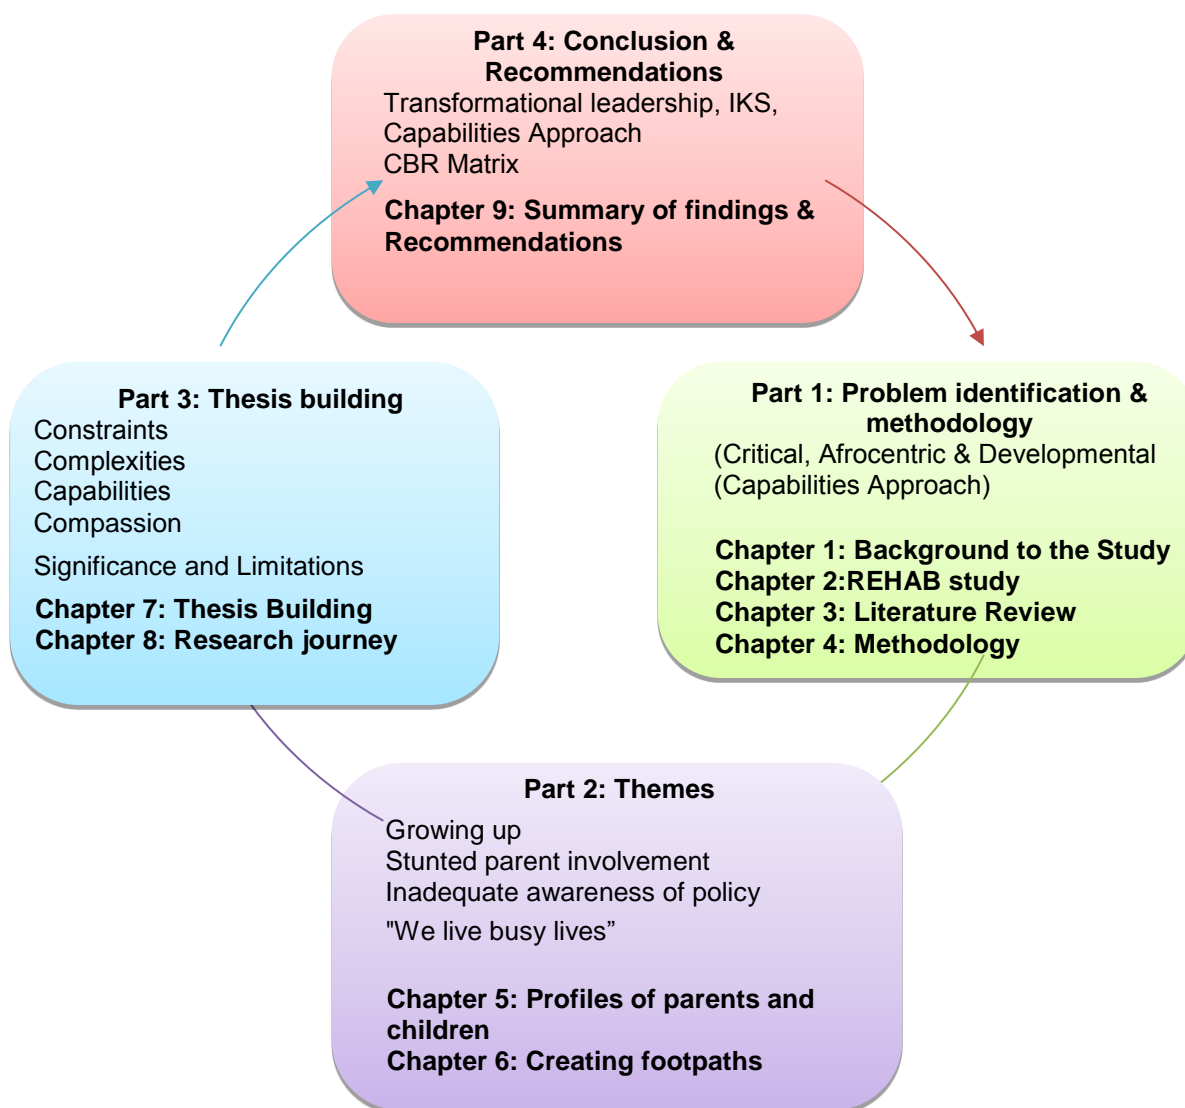 Part 4: Conclusion &
Recommendations
Transformational leadership, IKS,
Capabilities Approach
CBR Matrix
Chapter 9: Summary of findings &
Recommendations
Part 3: Thesis building
Constraints
Complexities
Capabilities
Compassion
Significance and Limitations
Chapter 7: Thesis Building
Chapter 8: Research journey
Part 1: Problem identification &
methodology
(Critical, Afrocentric & Developmental
(Capabilities Approach)
Chapter 1: Background to the Study
Chapter 2:REHAB study
Chapter 3: Literature Review
Chapter 4: Methodology
Part 2: Themes
Growing up
Stunted parent involvement
Inadequate awareness of policy
"We live busy lives”
Chapter 5: Profiles of parents and
children
Chapter 6: Creating footpaths